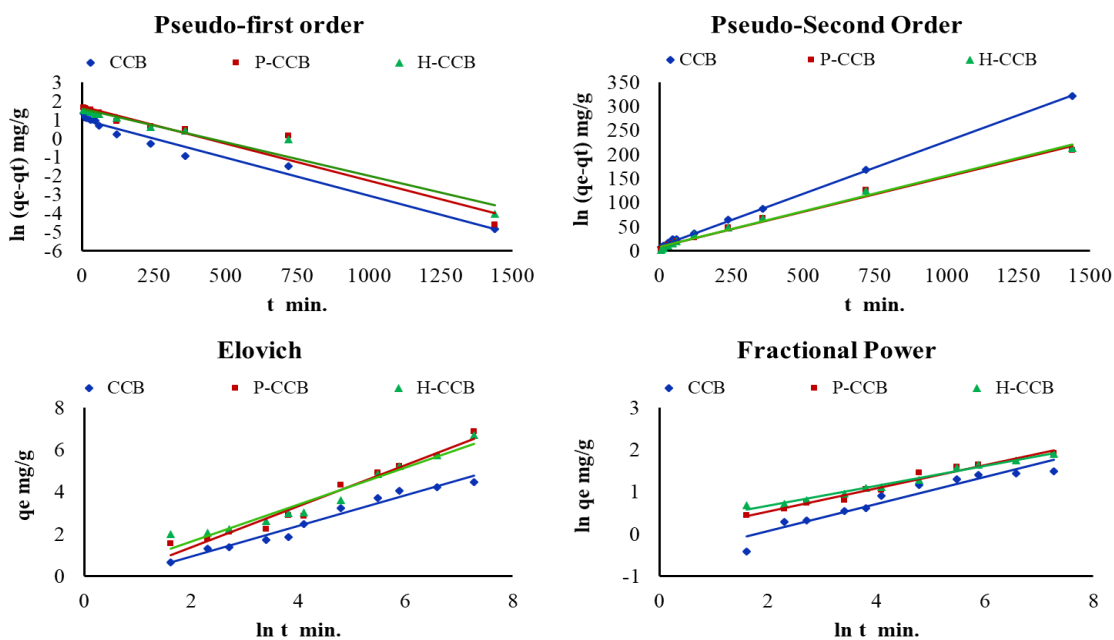 Pseudo-first order
CCB P-CCB H-CCB
ln (qe-qt) mg/g
3
2
1
0
-1
-2
-3
-4
-5
-6
0 250 500 750 1000 1250 1500
t min.
Pseudo-Second Order
CCB P-CCB H-CCB
ln (qe-qt) mg/g
350
300
250
200
150
100
50
0
0 250 500 750 1000 1250 1500
t min.
Elovich
CCB P-CCB H-CCB
qe mg/g
8
6
4
2
0
0 2 4 6 8
ln t min.
Fractional Power
CCB P-CCB H-CCB
ln qe mg/g
3
2
1
0
-1
0 2 4 6 8
ln t min.